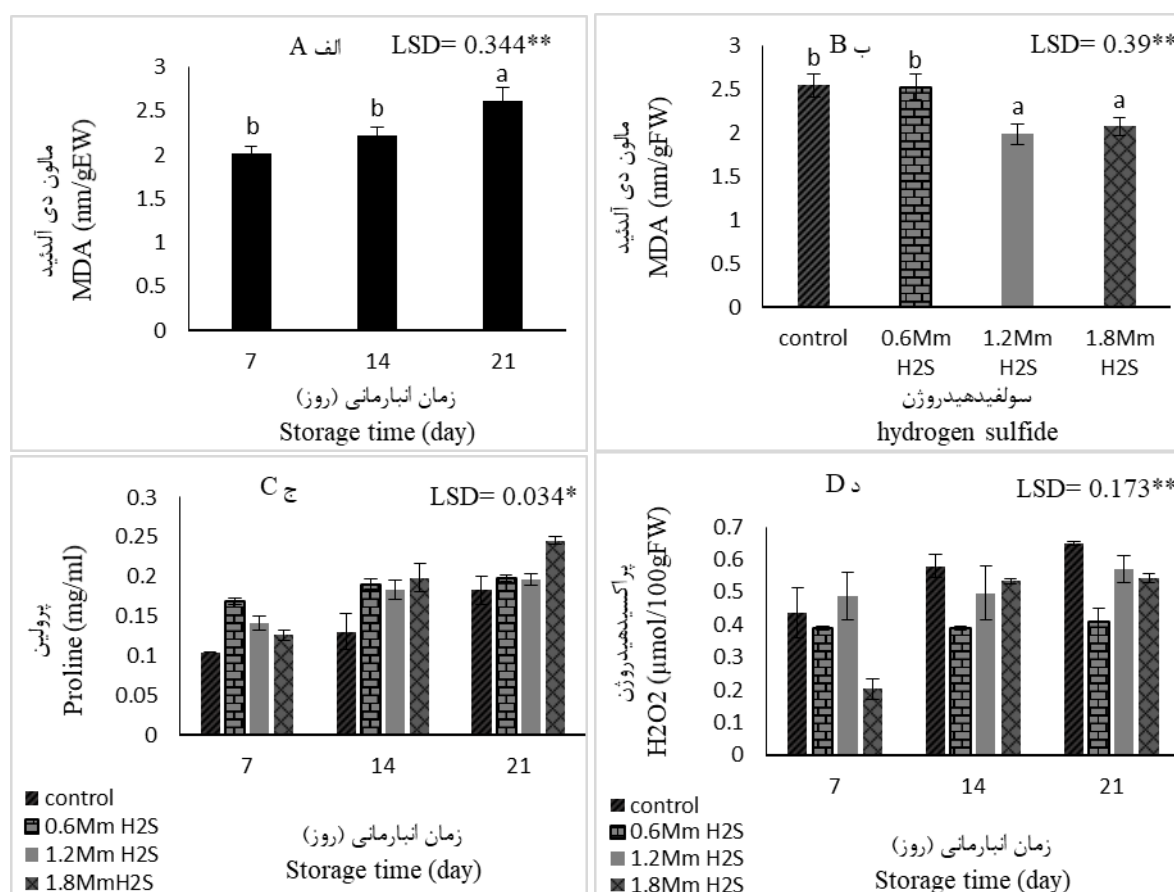 الف A
LSD= 0.344**
3
2.5
2
1.5
1
0.5
0
b
b
a
7
14
21
مالون دی آلدئید
MDA (nm/gEW)
زمان انبارمانی (روز)
Storage time (day)
ب B
LSD= 0.39**
3
2.5
2
1.5
1
0.5
0
b
b
a
a
control
0.6Mm H2S
1.2Mm H2S
1.8Mm H2S
مالون دی آلدئید
MDA (nm/gFW)
سولفیدهیدروژن
hydrogen sulfide
ج C
LSD= 0.034*
0.3
0.25
0.2
0.15
0.1
0.05
0
7
14
21
پرولین
Proline (mg/ml)
control
0.6Mm H2S
1.2Mm H2S
1.8MmH2S
زمان انبارمانی (روز)
Storage time (day)
د D
LSD= 0.173**
0.7
0.6
0.5
0.4
0.3
0.2
0.1
0
7
14
21
پراکسیدهیدروژن
H2O2 (μmol/100gFW)
control
0.6Mm H2S
1.2Mm H2S
1.8Mm H2S
زمان انبارمانی (روز)
Storage time (day)